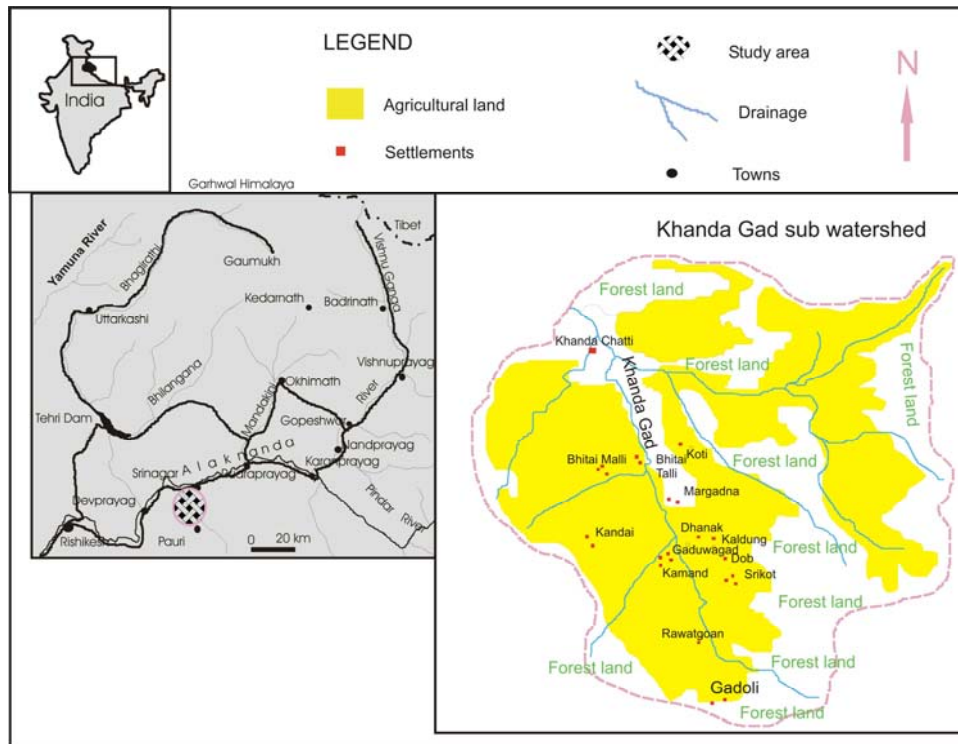 India
LEGEND
Agricultural land
Settlements
Study area
Drainage
Towns
N
Garhwal Himalaya
Tibet
Yamuna River
Bhagirathi
Gaumukh
Vishnu Ganga
Kedarnath
Badrinath
Uttarkashi
Vishnuprayag
Bhilangana
Okhimath
Mandakini
Gopeshwar
River
Tehri Dam
Nandprayag
Alaknanda
Srinagar
Karanprayag
Devprayag
Pindar River
Rishikesh
Pauri
0 20 km
Khanda Gad sub watershed
Forest land
Forest land
Khanda Chatti
Forest land
Forest land
Khanda Gad
Koti
Bhitai Malli
Bhitai
Talli
Forest land
Margadna
Kandai
Dhanak
Kaldung
Forest land
Gaduwagad
Dob
Kamand
Srikot
Forest land
Rawatgoan
Forest land
Forest land
Gadoli
Forest land